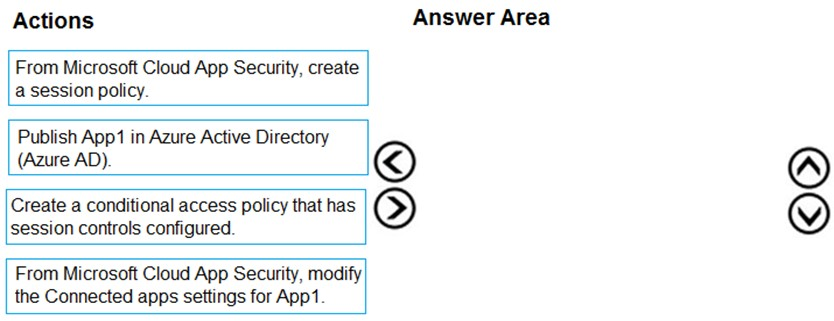 Actions
Answer Area
From Microsoft Cloud App Security, create
a session policy.
Publish App1 in Azure Active Directory
(Azure AD).
Create a conditional access policy that has
session controls configured.
From Microsoft Cloud App Security, modify
the Connected apps settings for App1.